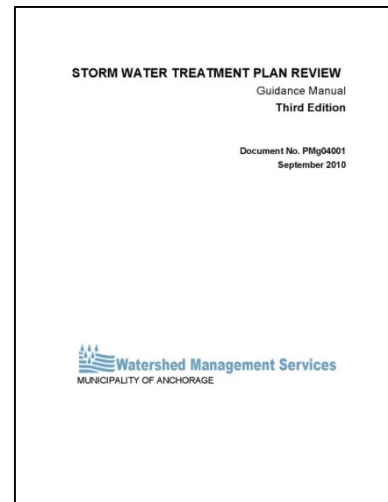 STORM WATER TREATMENT PLAN REVIEW
Guidance Manual
Third Edition
Document No. PMg04001
September 2010
Watershed Management Services
MUNICIPALITY OF ANCHORAGE